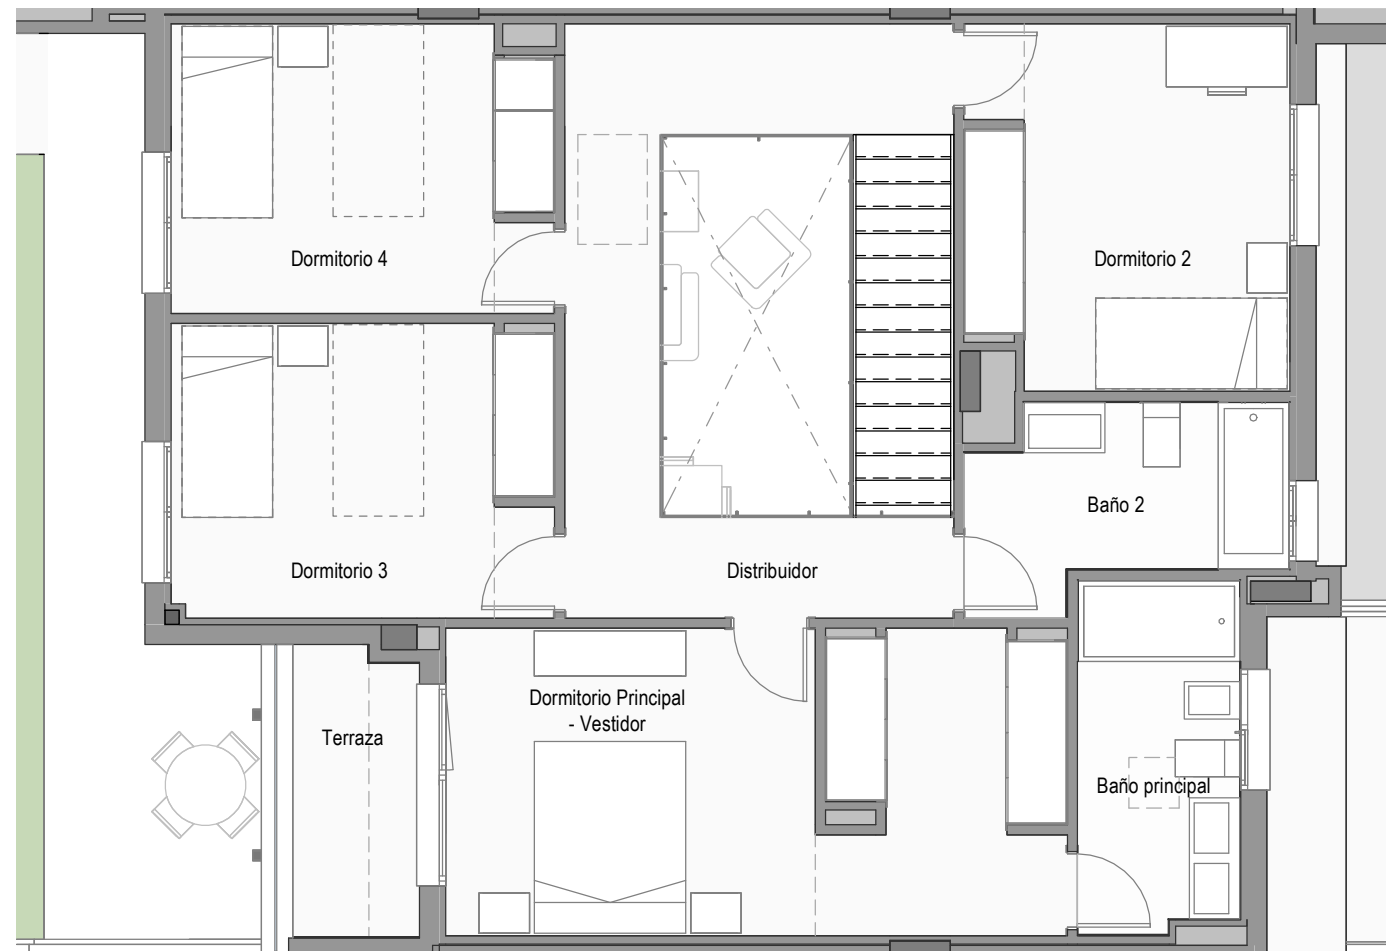 Dormitorio 4
Dormitorio 2
Baño 2
Dormitorio 3
Distribuidor
Dormitorio Principal
- Vestidor
Terraza
Baño principal